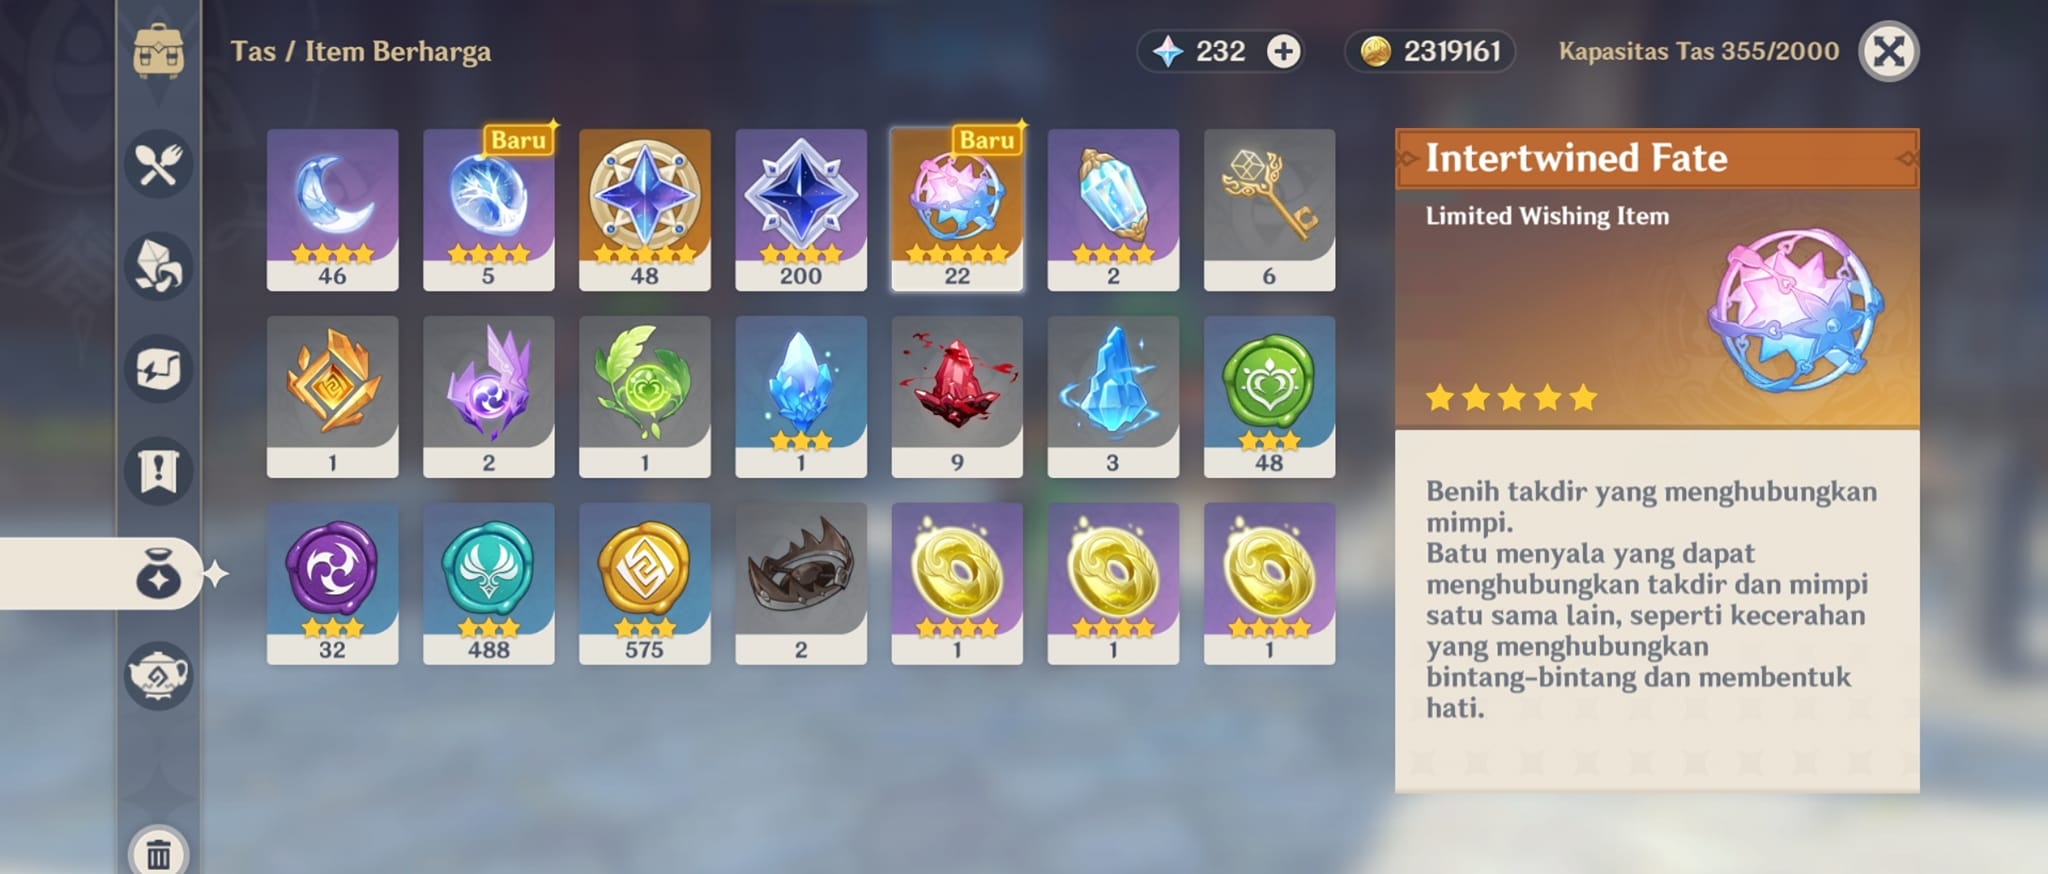 Tas / Item Berharga
232
2319161
Kapasitas Tas 355/2000
Baru
Baru
46
5
48
200
22
2
6
1
2
1
1
9
3
48
32
488
575
2
1
1
1
Intertwined Fate
Limited Wishing Item
Benih takdir yang menghubungkan
mimpi.
Batu menyala yang dapat
menghubungkan takdir dan mimpi
satu sama lain, seperti kecerahan
yang menghubungkan
bintang-bintang dan membentuk
hati.